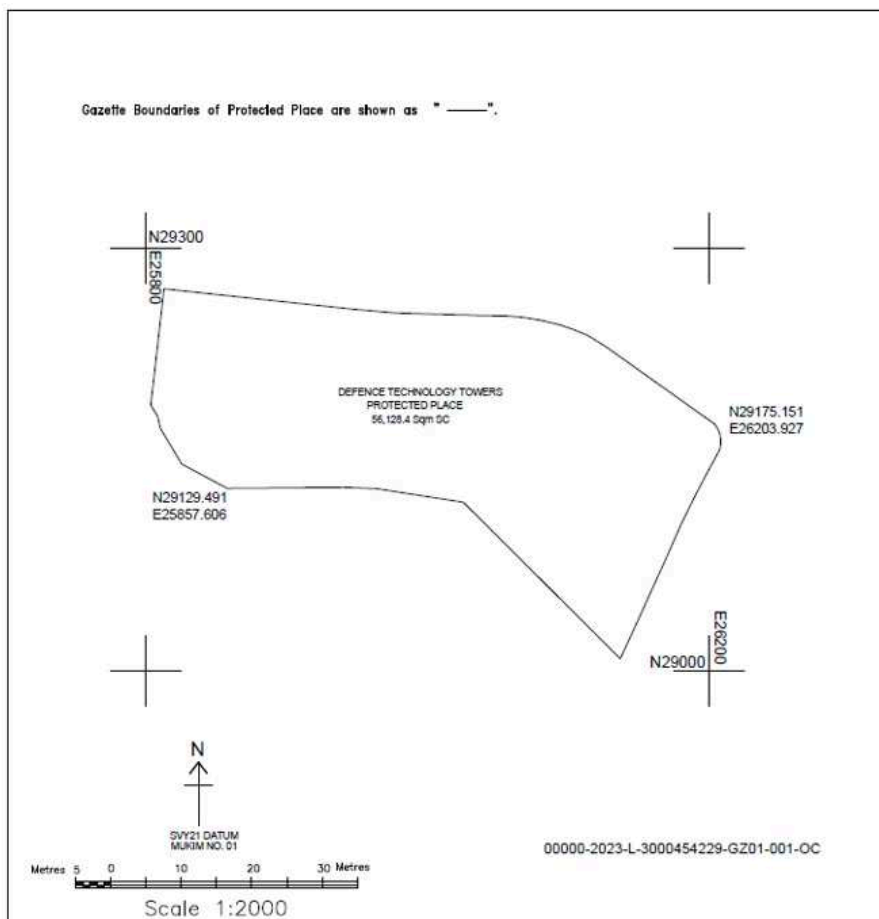 Gazette Boundaries of Protected Place are shown as " ——— ".
N29300
E25800
DEFENCE TECHNOLOGY TOWERS
PROTECTED PLACE
56,128.4 Sqm SC
N29175.151
E26203.927
N29129.491
E25857.606
E26200
N29000
N
SVY21 DATUM
MUKIM NO. 01
00000-2023-L-3000454229-GZ01-001-OC
Metres 5 0 10 20 30 Metres
Scale 1:2000